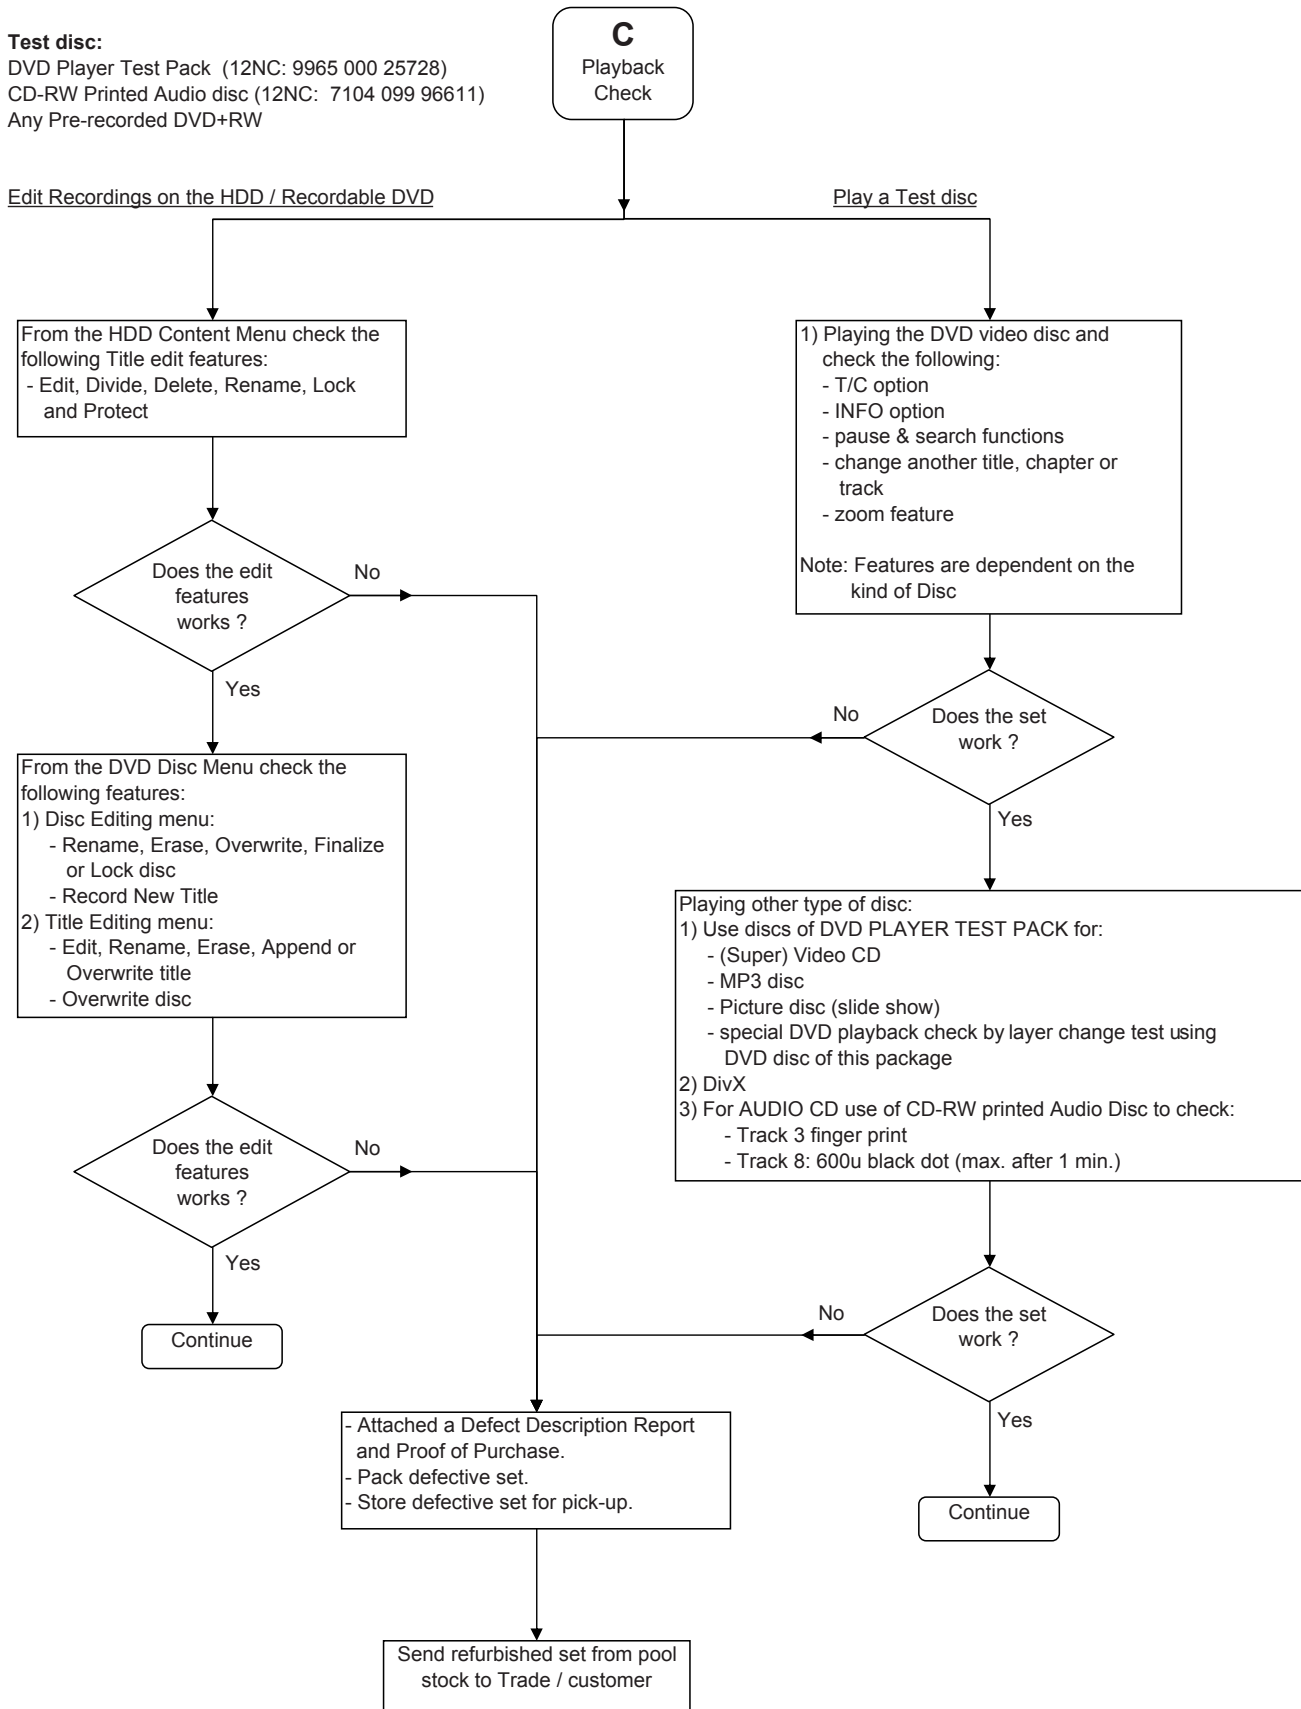 Test disc:
DVD Player Test Pack (12NC: 9965 000 25728)
CD-RW Printed Audio disc (12NC: 7104 099 96611)
Any Pre-recorded DVD+RW
C
Playback
Check
Edit Recordings on the HDD / Recordable DVD
Play a Test disc
From the HDD Content Menu check the
following Title edit features:
- Edit, Divide, Delete, Rename, Lock
and Protect
Does the edit
features
works ?
No
Yes
From the DVD Disc Menu check the
following features:
1) Disc Editing menu:
- Rename, Erase, Overwrite, Finalize
or Lock disc
- Record New Title
2) Title Editing menu:
- Edit, Rename, Erase, Append or
Overwrite title
- Overwrite disc
Does the edit
features
works ?
No
Yes
Continue
1) Playing the DVD video disc and
check the following:
- T/C option
- INFO option
- pause & search functions
- change another title, chapter or
track
- zoom feature
Note: Features are dependent on the
kind of Disc
Does the set
work ?
No
Yes
Playing other type of disc:
1) Use discs of DVD PLAYER TEST PACK for:
- (Super) Video CD
- MP3 disc
- Picture disc (slide show)
- special DVD playback check by layer change test using
DVD disc of this package
2) DivX
3) For AUDIO CD use of CD-RW printed Audio Disc to check:
- Track 3 finger print
- Track 8: 600u black dot (max. after 1 min.)
Does the set
work ?
No
Yes
Continue
- Attached a Defect Description Report
and Proof of Purchase.
- Pack defective set.
- Store defective set for pick-up.
Send refurbished set from pool
stock to Trade / customer